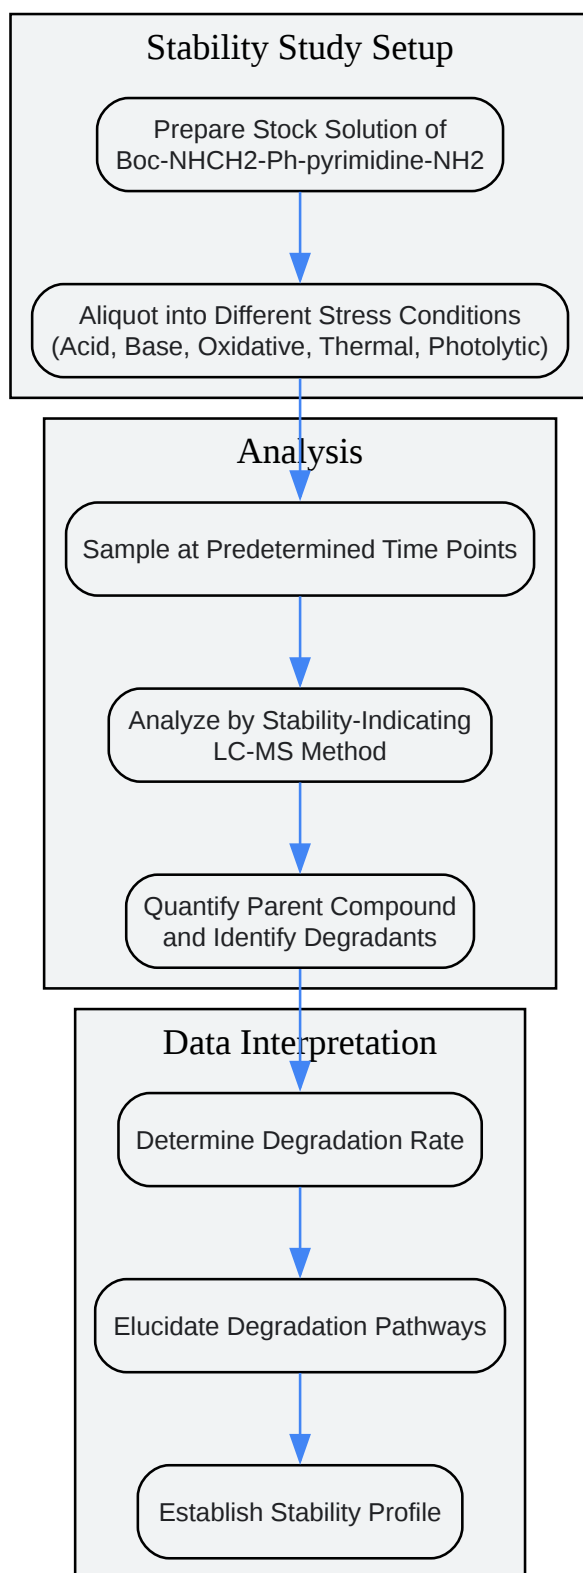 Stability Study Setup
Prepare Stock Solution of
Boc-NHCH2-Ph-pyrimidine-NH2
Aliquot into Different Stress Conditions
(Acid, Base, Oxidative, Thermal, Photolytic)
Analysis
Sample at Predetermined Time Points
Analyze by Stability-Indicating
LC-MS Method
Quantify Parent Compound
and Identify Degradants
Data Interpretation
Determine Degradation Rate
Elucidate Degradation Pathways
Establish Stability Profile